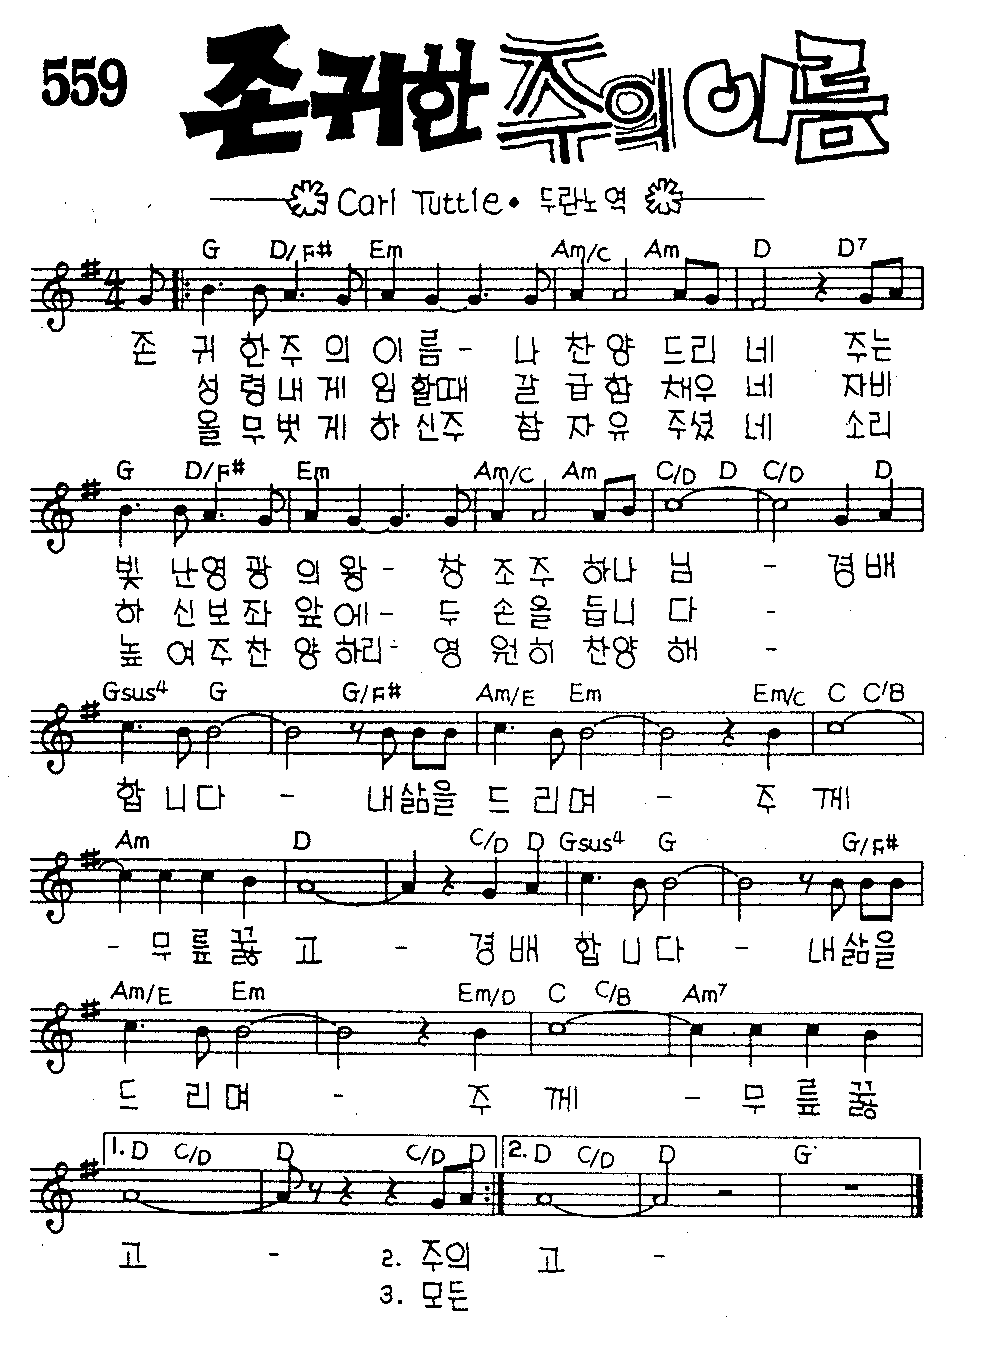 559 존귀한 주의 이름
Carl Tuttle · 두란노 역
G D/F# Em Am/C Am D D7
존 귀 한 주 의 이 름 - 나 찬 양 드 리 네 주는
성 령 내 게 임 할 때 갈 급 함 채우 네 자비
올 무 벗 게 하 신 주 참 자 유 주셨 네 소리
G D/F# Em Am/C Am C/D D C/D D
빛 난 영 광 의 왕 - 창 조 주 하나 님 - 경배
하 신 보 좌 앞 에 - 두 손 을 듭니 다 -
높 여 주 찬 양 하리 - 영 원 히 찬양 해 -
Gsus4 G G/F# Am/E Em Em/C C C/B
합 니 다 - 내 삶 을 드 리 며 - 주 께
Am D C/D D Gsus4 G G/F#
- 무 릎 꿇 고 - 경 배 합 니 다 - 내 삶 을
Am/E Em Em/D C C/B Am7
드 리 며 - 주 께 - 무 릎 꿇
1. D C/D D C/D D 2. D C/D D G
고 - 2. 주의 고 -
3. 모든